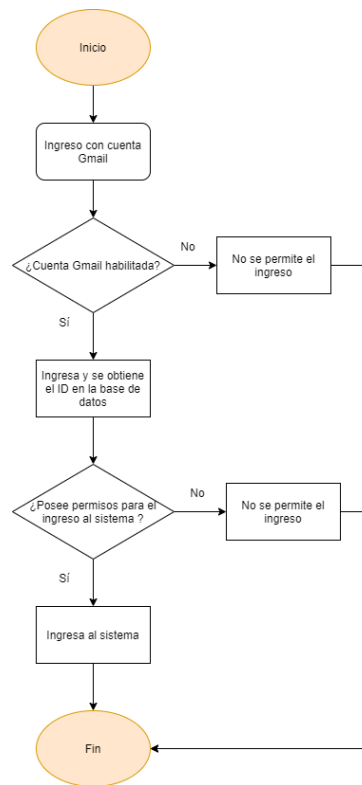 Inicio
Ingreso con cuenta
Gmail
¿Cuenta Gmail habilitada?
No
No se permite el
ingreso
Sí
Ingresa y se obtiene
el ID en la base de
datos
¿Posee permisos para el
ingreso al sistema ?
No
No se permite el
ingreso
Sí
Ingresa al sistema
Fin